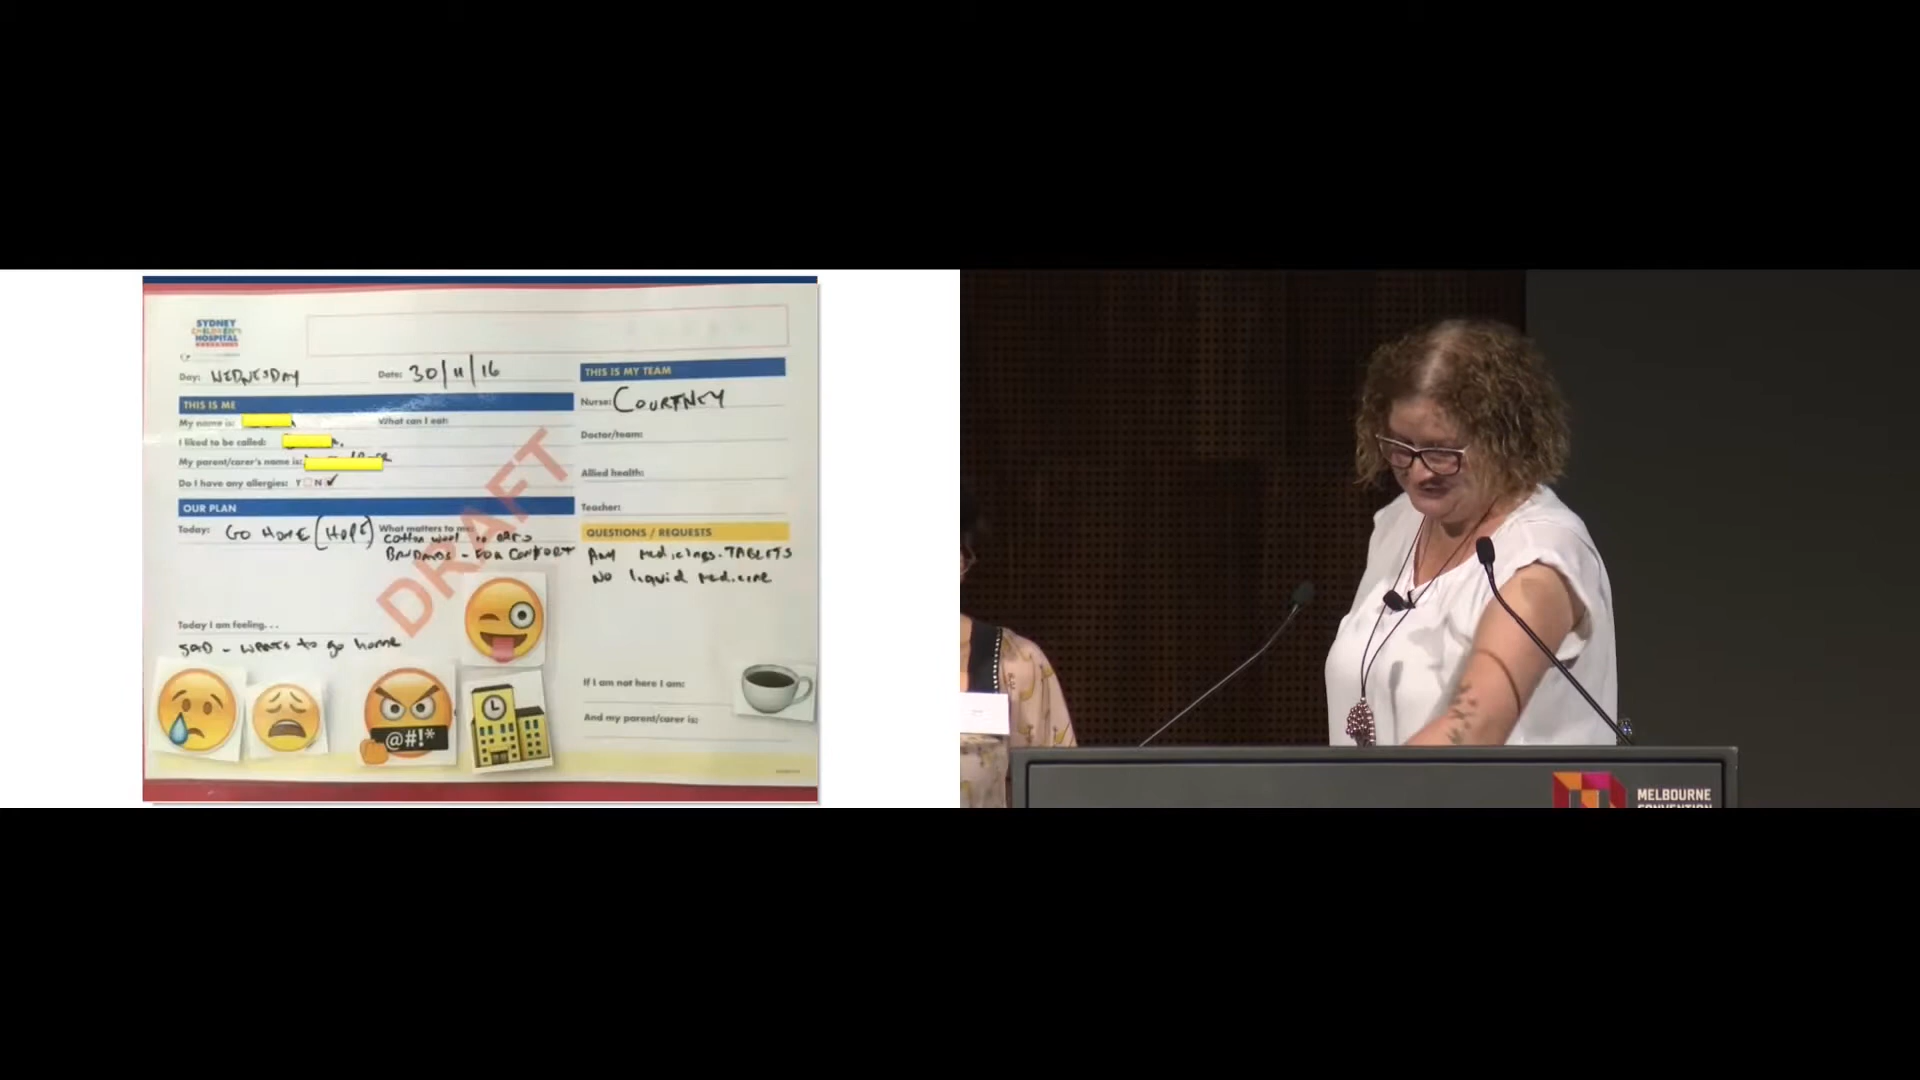 SYDNEY
CHILDREN'S
HOSPITAL
Day: WEDNESDAY
Date: 30/11/16
THIS IS ME
My name is:
What can I eat:
I liked to be called:
My parent/carer's name is:
Do I have any allergies: Y N ✓
OUR PLAN
Today: GO HOME (HOPE)
What matters to me:
Cotton wool in ears
BANDAIDS - FOR COMFORT
Today I am feeling...
SAD - wants to go home
@#!*
DRAFT
THIS IS MY TEAM
Nurse: COURTNEY
Doctor/team:
Allied health:
Teacher:
QUESTIONS / REQUESTS
Any medicines. TABLETS
No liquid medicine
If I am not here I am:
And my parent/carer is:
MELBOURNE
CONVENTION